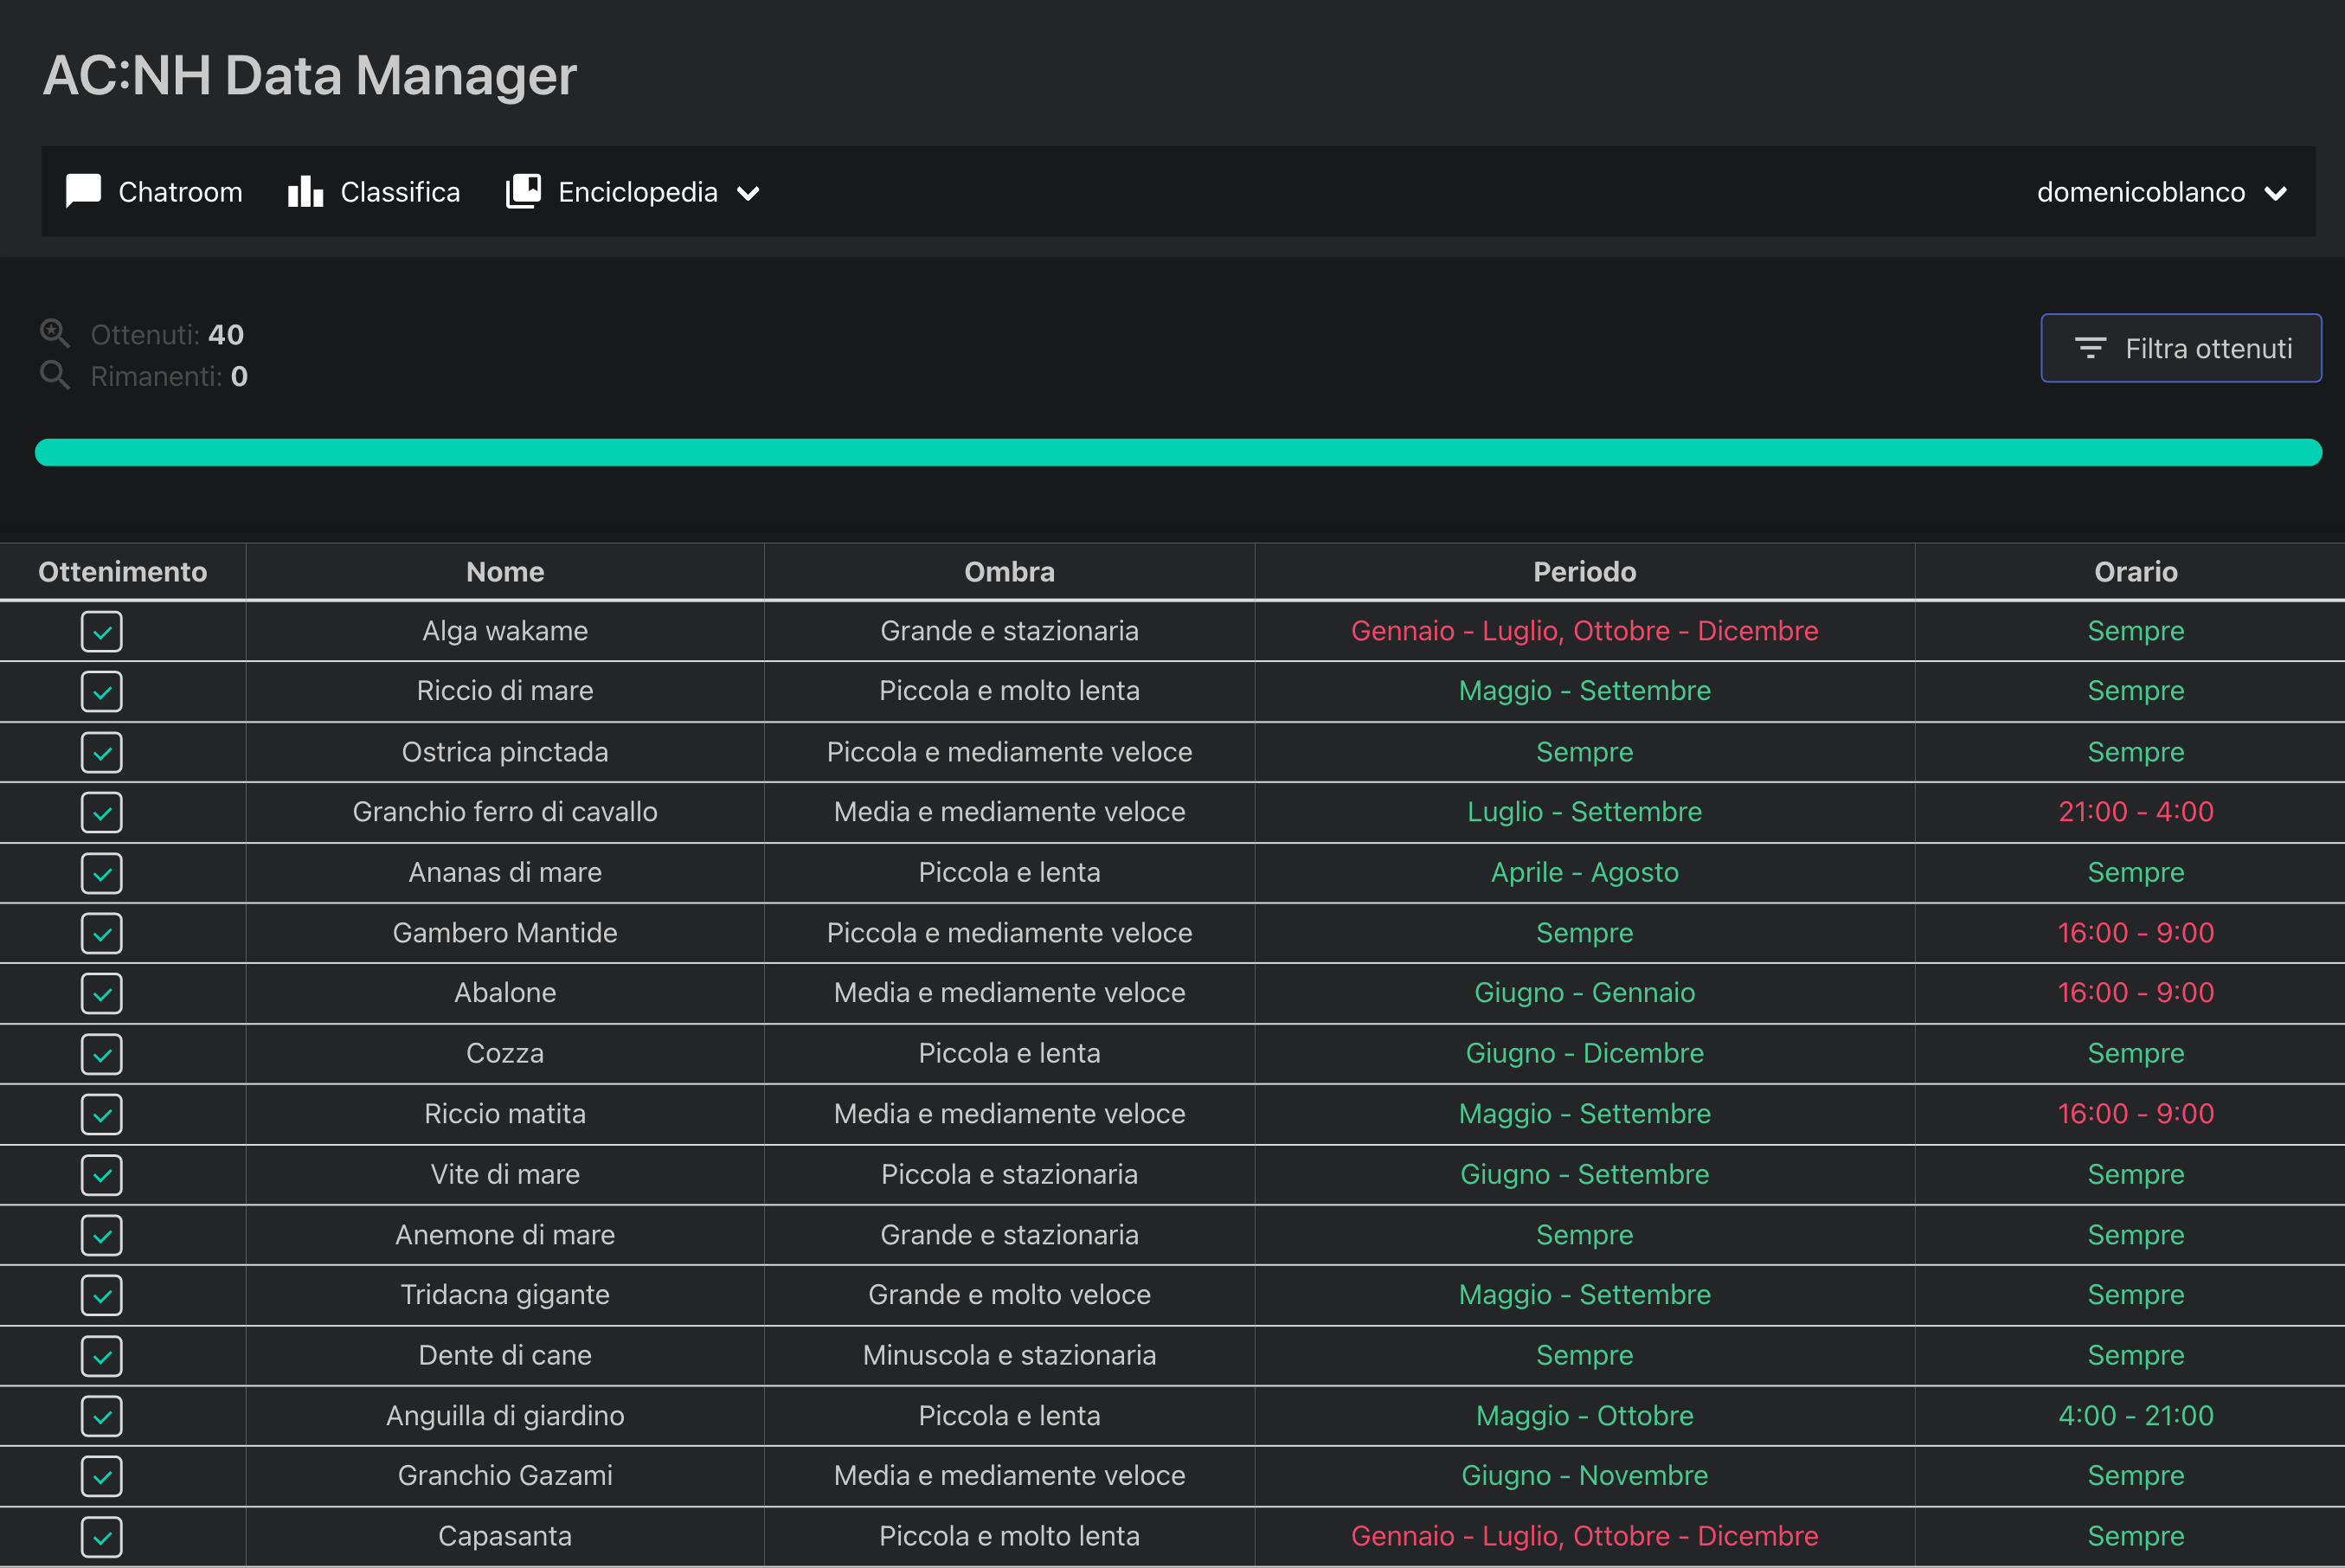 AC:NH Data Manager
Chatroom Classifica Enciclopedia domenicoblanco
Ottenuti: 40
Rimanenti: 0
Filtra ottenuti
Ottenimento Nome Ombra Periodo Orario
Alga wakame Grande e stazionaria Gennaio - Luglio, Ottobre - Dicembre Sempre
Riccio di mare Piccola e molto lenta Maggio - Settembre Sempre
Ostrica pinctada Piccola e mediamente veloce Sempre Sempre
Granchio ferro di cavallo Media e mediamente veloce Luglio - Settembre 21:00 - 4:00
Ananas di mare Piccola e lenta Aprile - Agosto Sempre
Gambero Mantide Piccola e mediamente veloce Sempre 16:00 - 9:00
Abalone Media e mediamente veloce Giugno - Gennaio 16:00 - 9:00
Cozza Piccola e lenta Giugno - Dicembre Sempre
Riccio matita Media e mediamente veloce Maggio - Settembre 16:00 - 9:00
Vite di mare Piccola e stazionaria Giugno - Settembre Sempre
Anemone di mare Grande e stazionaria Sempre Sempre
Tridacna gigante Grande e molto veloce Maggio - Settembre Sempre
Dente di cane Minuscola e stazionaria Sempre Sempre
Anguilla di giardino Piccola e lenta Maggio - Ottobre 4:00 - 21:00
Granchio Gazami Media e mediamente veloce Giugno - Novembre Sempre
Capasanta Piccola e molto lenta Gennaio - Luglio, Ottobre - Dicembre Sempre